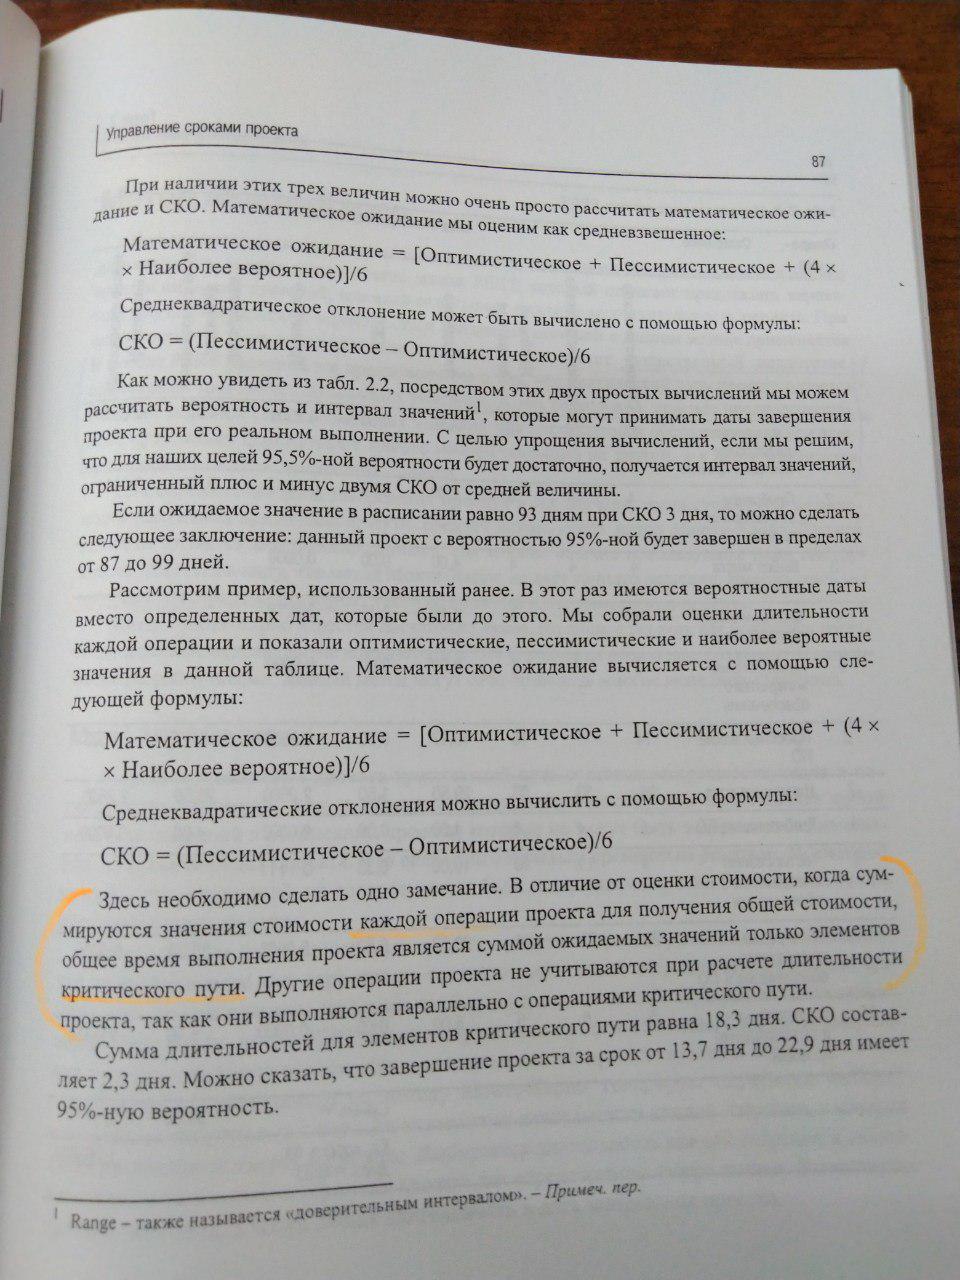 Управление сроками проекта
87
При наличии этих трех величин можно очень просто рассчитать математическое ожи-
дание и СКО. Математическое ожидание мы оценим как средневзвешенное:
Математическое ожидание = [Оптимистическое + Пессимистическое + (4 ×
× Наиболее вероятное)]/6
Среднеквадратическое отклонение может быть вычислено с помощью формулы:
СКО = (Пессимистическое – Оптимистическое)/6
Как можно увидеть из табл. 2.2, посредством этих двух простых вычислений мы можем
рассчитать вероятность и интервал значений¹, которые могут принимать даты завершения
проекта при его реальном выполнении. С целью упрощения вычислений, если мы решим,
что для наших целей 95,5%-ной вероятности будет достаточно, получается интервал значений,
ограниченный плюс и минус двумя СКО от средней величины.
Если ожидаемое значение в расписании равно 93 дням при СКО 3 дня, то можно сделать
следующее заключение: данный проект с вероятностью 95%-ной будет завершен в пределах
от 87 до 99 дней.
Рассмотрим пример, использованный ранее. В этот раз имеются вероятностные даты
вместо определенных дат, которые были до этого. Мы собрали оценки длительности
каждой операции и показали оптимистические, пессимистические и наиболее вероятные
значения в данной таблице. Математическое ожидание вычисляется с помощью сле-
дующей формулы:
Математическое ожидание = [Оптимистическое + Пессимистическое + (4 ×
× Наиболее вероятное)]/6
Среднеквадратические отклонения можно вычислить с помощью формулы:
СКО = (Пессимистическое – Оптимистическое)/6
Здесь необходимо сделать одно замечание. В отличие от оценки стоимости, когда сум-
мируются значения стоимости каждой операции проекта для получения общей стоимости,
общее время выполнения проекта является суммой ожидаемых значений только элементов
критического пути. Другие операции проекта не учитываются при расчете длительности
проекта, так как они выполняются параллельно с операциями критического пути.
Сумма длительностей для элементов критического пути равна 18,3 дня. СКО состав-
ляет 2,3 дня. Можно сказать, что завершение проекта за срок от 13,7 дня до 22,9 дня имеет
95%-ную вероятность.
¹ Range – также называется «доверительным интервалом». – Примеч. пер.